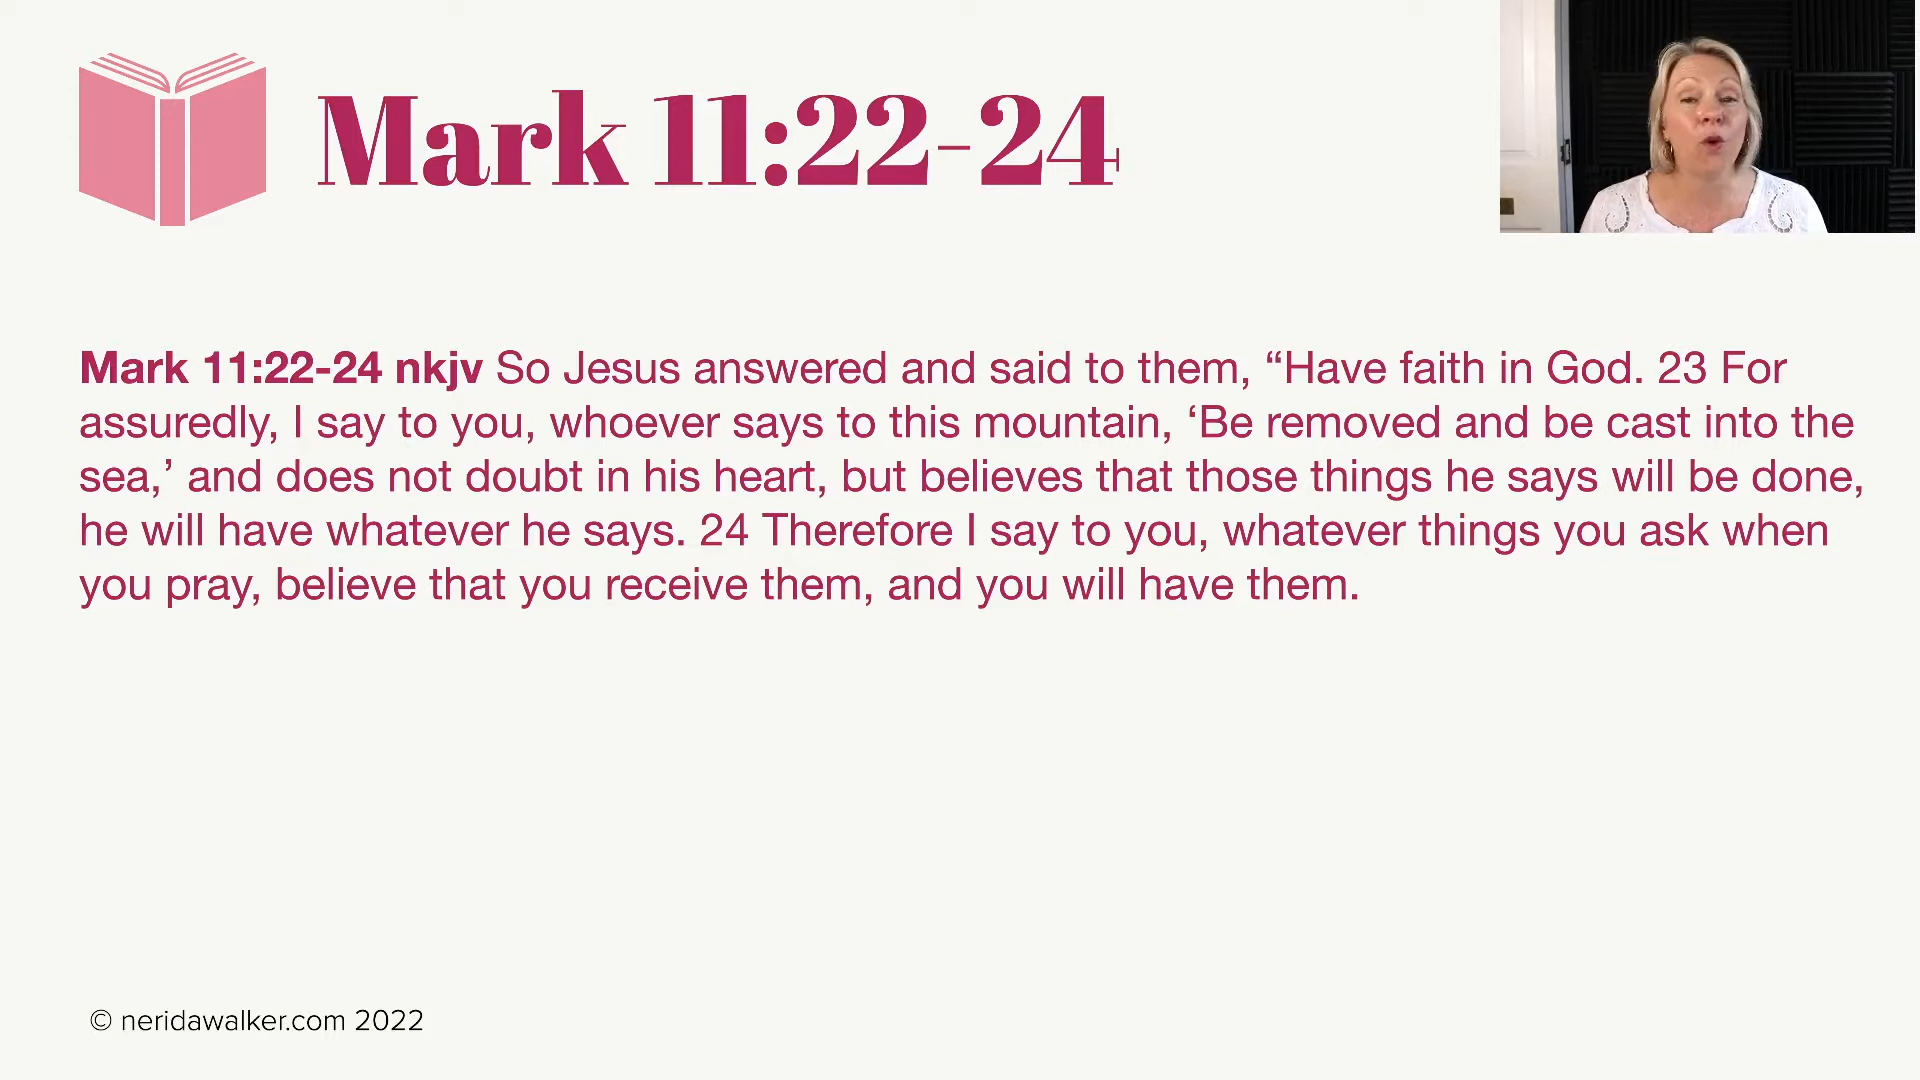 Mark 11:22-24
Mark 11:22-24 nkjv So Jesus answered and said to them, “Have faith in God. 23 For
assuredly, I say to you, whoever says to this mountain, ‘Be removed and be cast into the
sea,’ and does not doubt in his heart, but believes that those things he says will be done,
he will have whatever he says. 24 Therefore I say to you, whatever things you ask when
you pray, believe that you receive them, and you will have them.
© neridawalker.com 2022